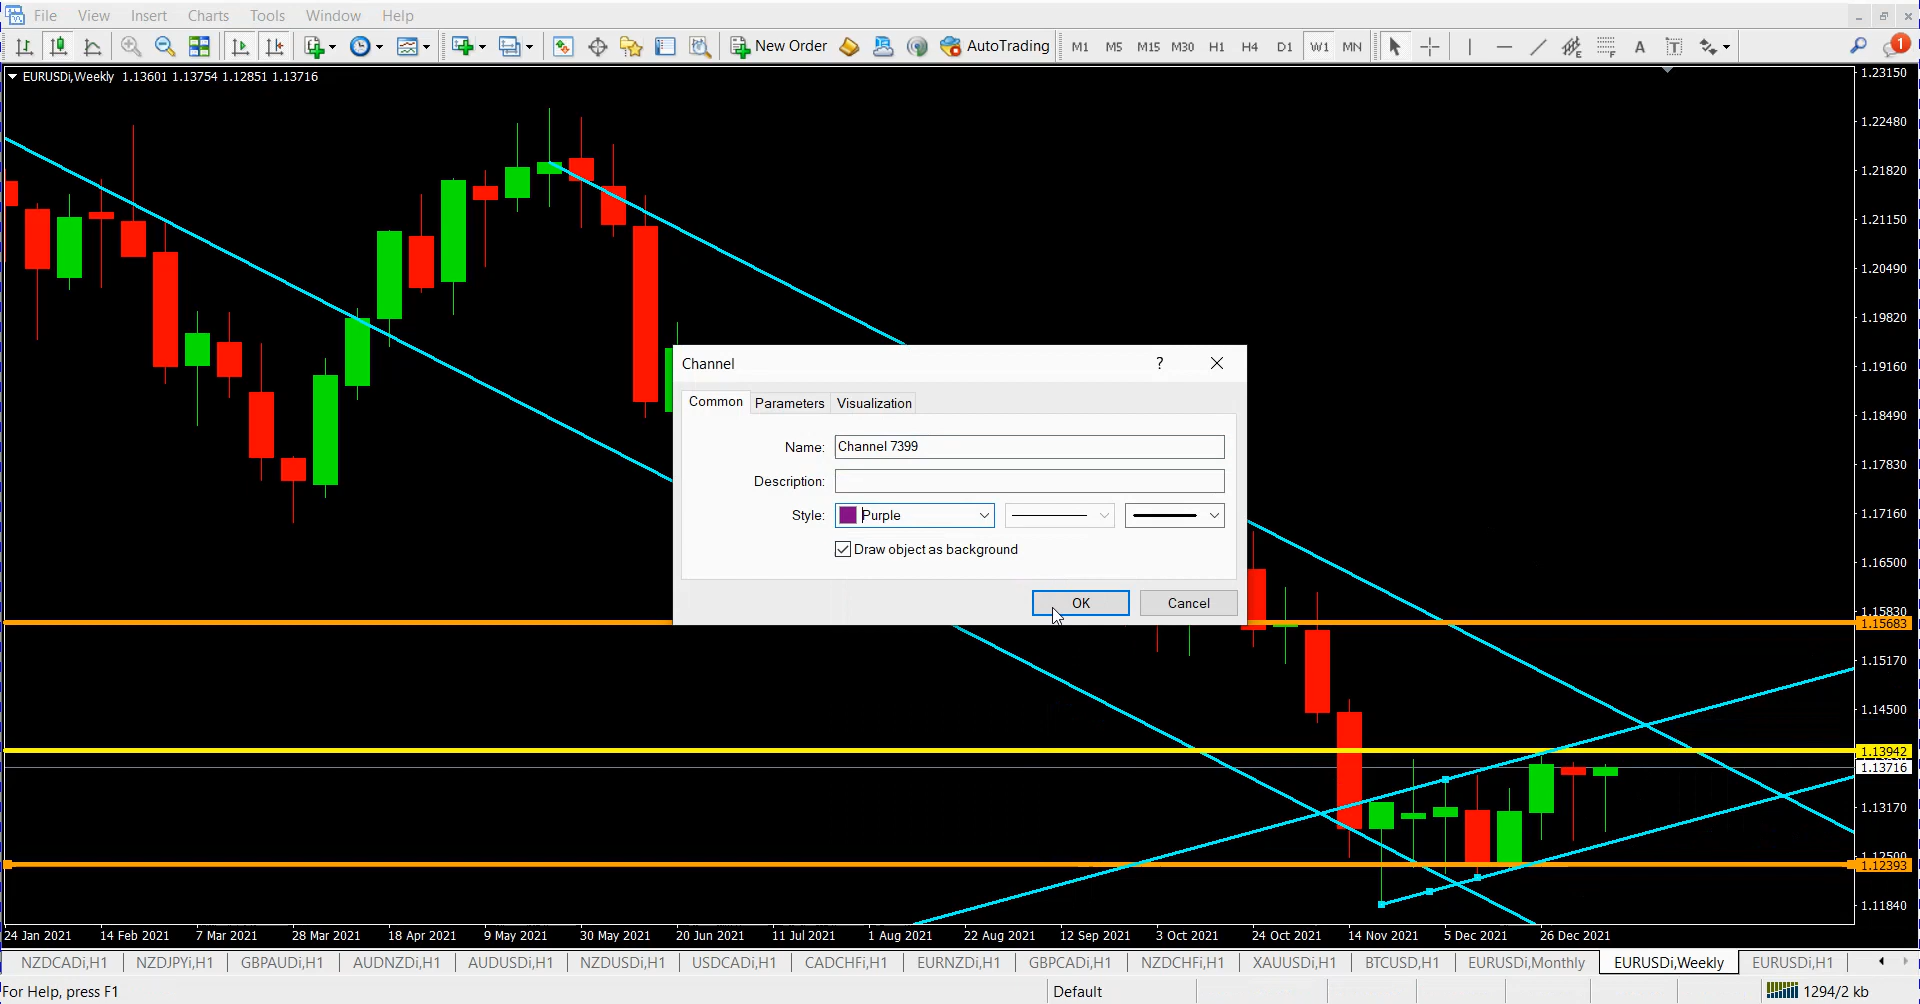 File View Insert Charts Tools Window Help
New Order AutoTrading M1 M5 M15 M30 H1 H4 D1 W1 MN A T 1
EURUSDi,Weekly 1.13601 1.13754 1.12851 1.13716
1.23150
1.22480
1.21820
1.21150
1.20490
1.19820
1.19160
1.18490
1.17830
1.17160
1.16500
1.15830
1.15683
1.15170
1.14500
1.13942
1.13716
1.13170
1.12500
1.12393
1.11840
Channel ?
Common Parameters Visualization
Name: Channel 7399
Description:
Style: Purple
Draw object as background
OK Cancel
24 Jan 2021 14 Feb 2021 7 Mar 2021 28 Mar 2021 18 Apr 2021 9 May 2021 30 May 2021 20 Jun 2021 11 Jul 2021 1 Aug 2021 22 Aug 2021 12 Sep 2021 3 Oct 2021 24 Oct 2021 14 Nov 2021 5 Dec 2021 26 Dec 2021
NZDCADi,H1 NZDJPYi,H1 GBPAUDi,H1 AUDNZDi,H1 AUDUSDi,H1 NZDUSDi,H1 USDCADi,H1 CADCHFi,H1 EURNZDi,H1 GBPCADi,H1 NZDCHFi,H1 XAUUSDi,H1 BTCUSD,H1 EURUSDi,Monthly EURUSDi,Weekly EURUSDi,H1
For Help, press F1 Default 1294/2 kb